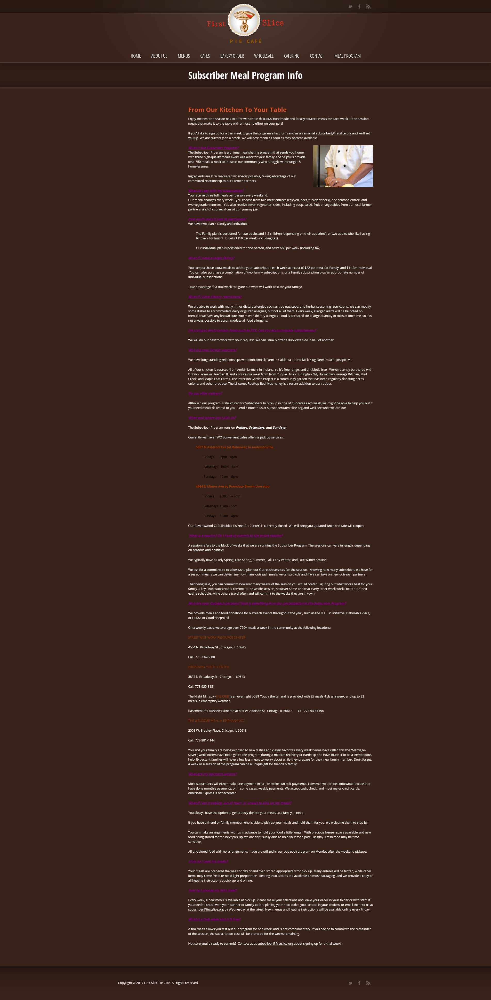 First Slice
PIE CAFÉ
HOME ABOUT US MENUS CAFES BAKERY ORDER WHOLESALE CATERING CONTACT MEAL PROGRAM
Subscriber Meal Program Info
From Our Kitchen To Your Table
Enjoy the best the season has to offer with three delicious, handmade and locally-sourced meals for each week of the session –
meals that make it to the table with almost no effort on your part!
If you'd like to sign up for a trial week to give the program a test run, send us an email at subscriber@firstslice.org and we'll set
you up. We are currently on a break. We will post menu as soon as they become available.
What is the Subscriber Program?
The Subscriber Program is a unique meal sharing program that sends you home
with three high-quality meals every weekend for your family and helps us provide
over 750 meals a week to those in our community who struggle with hunger &
homelessness.
Ingredients are locally-sourced whenever possible, taking advantage of our
committed relationship to our Farmer partners.
What do I get with my subscription?
You receive three full meals per person every weekend.
Our menu changes every week – you choose from two meat entrees (chicken, beef, turkey or pork), one seafood entree, and
two vegetarian entrees. You also receive seven vegetarian sides, including soup, salad, fruit or vegetables from our local farmer
partners, and of course, slices of our yummy pie!
How much does it cost to participate?
We have two plans: Family and Individual.
The Family plan is portioned for two adults and 1-2 children (depending on their appetites), or two adults who like having
leftovers for lunch! It costs $110 per week (including tax).
Our Individual plan is portioned for one person, and costs $60 per week (including tax).
What if I have a larger family?
You can purchase extra meals to add to your subscription each week at a cost of $22 per meal for Family, and $11 for Individual.
You can also purchase a combination of two Family subscriptions, or a Family subscription plus an appropriate number of
Individual subscriptions.
Take advantage of a trial week to figure out what will work best for your family!
What if I have dietary restrictions?
We are able to work with many minor dietary allergies such as tree nut, seed, and herbal seasoning restrictions. We can modify
some dishes to accommodate dairy or gluten allergies, but not all of them. Every week, allergen alerts will be be noted on
menus if we have any known subscribers with dietary allergies. Food is prepared for a large quantity of folks at one time, so it is
not always possible to accommodate all food allergens.
I'm trying to avoid certain foods such at XYZ. Can you accommodate substitutions?
We will do our best to work with your request. We can usually offer a duplicate side in lieu of another.
Who are your Farmer partners?
We have long-standing relationships with Kinnikinnick Farm in Caldonia, IL and Mick Klug Farm in Saint Joseph, MI.
All of our chicken is sourced from Amish farmers in Indiana, so it's free-range, and antibiotic free. We've recently partnered with
Dotson Farms in Beecher, IL and also source meat from from Yuppie Hill in Burlington, WI, Hometown Sausage Kitchen, Mint
Creek, and Maple Leaf Farms. The Peterson Garden Project is a community garden that has been regularly donating herbs,
onions, and other produce. The Lillstreet Rooftop Beehives honey is a recent addition to our recipes.
Do you offer delivery?
Although our program is structured for Subscribers to pick-up in one of our cafes each week, we might be able to help you out if
you need meals delivered to you. Send a note to us at subscriber@firstslice.org and we'll see what we can do!
When and where can I pick up?
The Subscriber Program runs on Fridays, Saturdays, and Sundays.
Currently we have TWO convenient cafes offering pick up services:
5357 N Ashland Ave (at Balmoral) in Andersonville
Fridays 2pm – 8pm
Saturdays 10am – 8pm
Sundays 10am – 8pm
4664 N Manor Ave by Francisco Brown Line stop
Fridays 2:30pm – 7pm
Saturdays 10am – 5pm
Sundays 10am – 4pm
Our Ravenswood Cafe (inside Lillstreet Art Center) is currently closed. We will keep you updated when the cafe will reopen.
What is a session? Do I have to commit to the entire session?
A session refers to the block of weeks that we are running the Subscriber Program. The sessions can vary in length, depending
on seasons and holidays.
We typically have a Early Spring, Late Spring, Summer, Fall, Early Winter, and Late Winter session.
We ask for a commitment to allow us to plan our Outreach services for the session. Knowing how many subscribers we have for
a session means we can determine how many outreach meals we can provide and if we can take on new outreach partners.
That being said, you can commit to however many weeks of the session you would prefer. Figuring out what works best for your
family is key. Most subscribers commit to the whole session, however some find that every other week works better for their
eating schedule, while others travel often and will commit to the weeks they are in town.
Who are your Outreach partners? Who is benefiting from our participation in the Subscriber Program?
We provide meals and food donations for outreach events throughout the year, such as the H.E.L.P. Initiative, Deborah's Place,
or House of Good Shepherd.
On a weekly basis, we average over 750+ meals a week in the community at the following locations:
STREET WISE WORK RESOURCE CENTER
4554 N. Broadway St., Chicago, IL 60640
Call: 773-334-6600
BROADWAY YOUTH CENTER
3837 N Broadway St., Chicago, IL 60613
Call: 773-935-3151
The Night Ministry-THE CRIB is an overnight LGBT Youth Shelter and is provided with 25 meals 4 days a week, and up to 32
meals in emergency weather.
Basement of Lakeview Lutheran at 835 W. Addison St., Chicago, IL 60613 Call 773-549-4158
THE WELCOME MEAL at EPIPHANY UCC
2008 W. Bradley Place, Chicago, IL 60618
Call: 773-281-4144
You and your family are being exposed to new dishes and classic favorites every week! Some have called this the "Marriage-
Saver", while others have been gifted the program during a medical recovery or hardship and have found it to be a tremendous
help. Expectant families will have a few less meals to worry about while they prepare for their new family member. Don't forget,
a week or a session of the program can be a unique gift for friends & family!
What are my payment options?
Most subscribers will either make one payment in full, or make two half-payments. However, we can be somewhat flexible and
have done monthly payments, or in some cases, weekly payments. We accept cash, check, and most major credit cards.
American Express is not accepted.
What if I am traveling, out of town, or unable to pick up my meals?
You always have the option to generously donate your meals to a family in need.
If you have a friend or family member who is able to pick up your meals and hold them for you, we welcome them to stop by!
You can make arrangements with us in advance to hold your food a little longer. With precious freezer space available and new
food being stored for the next pick up, we are not usually able to hold your food past Tuesday. Fresh food may be time-
sensitive.
All unclaimed food with no arrangements made are utilized in our outreach program on Monday after the weekend pickups.
How do I cook my meals?
Your meals are prepared the week or day of and then stored appropriately for pick up. Many entrees will be frozen, while other
items may come fresh or need light preparation. Heating Instructions are available on most packaging, and we provide a copy of
all heating instructions at pick up and online.
How do I choose my next meal?
Every week, a new menu is available at pick up. Please make your selections and leave your order in your folder or with staff. If
you need to check with your partner or family before placing your next order, you can call in your choices, or email them to us at
subscriber@firstslice.org by Wednesday at the latest. New menus and heating instructions will be available online every Friday.
What is a trial week and is it free?
A trial week allows you test out our program for one week, and is not complimentary. If you decide to commit to the remainder
of the session, the subscription cost will be prorated for the weeks remaining.
Not sure you're ready to commit? Contact us at subscriber@firstslice.org about signing up for a trial week!
Copyright © 2017 First Slice Pie Cafe. All rights reserved.